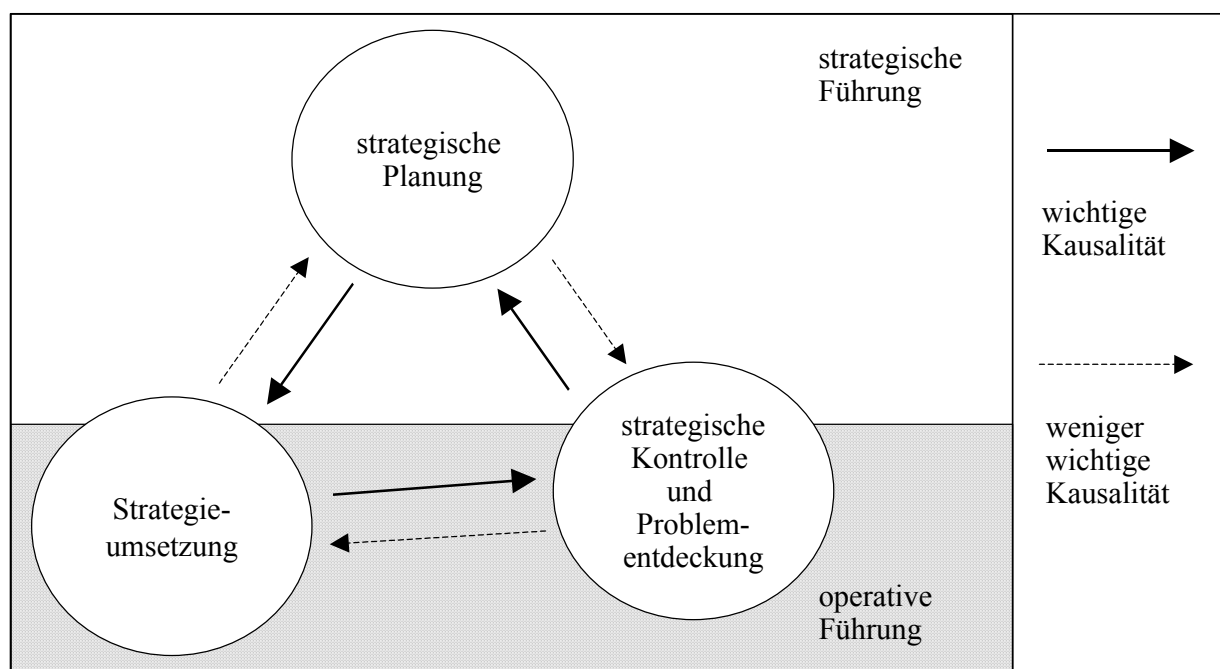 strategische
Führung
strategische
Planung
wichtige
Kausalität
strategische
Kontrolle
und
Problem-
entdeckung
weniger
wichtige
Kausalität
Strategie-
umsetzung
operative
Führung